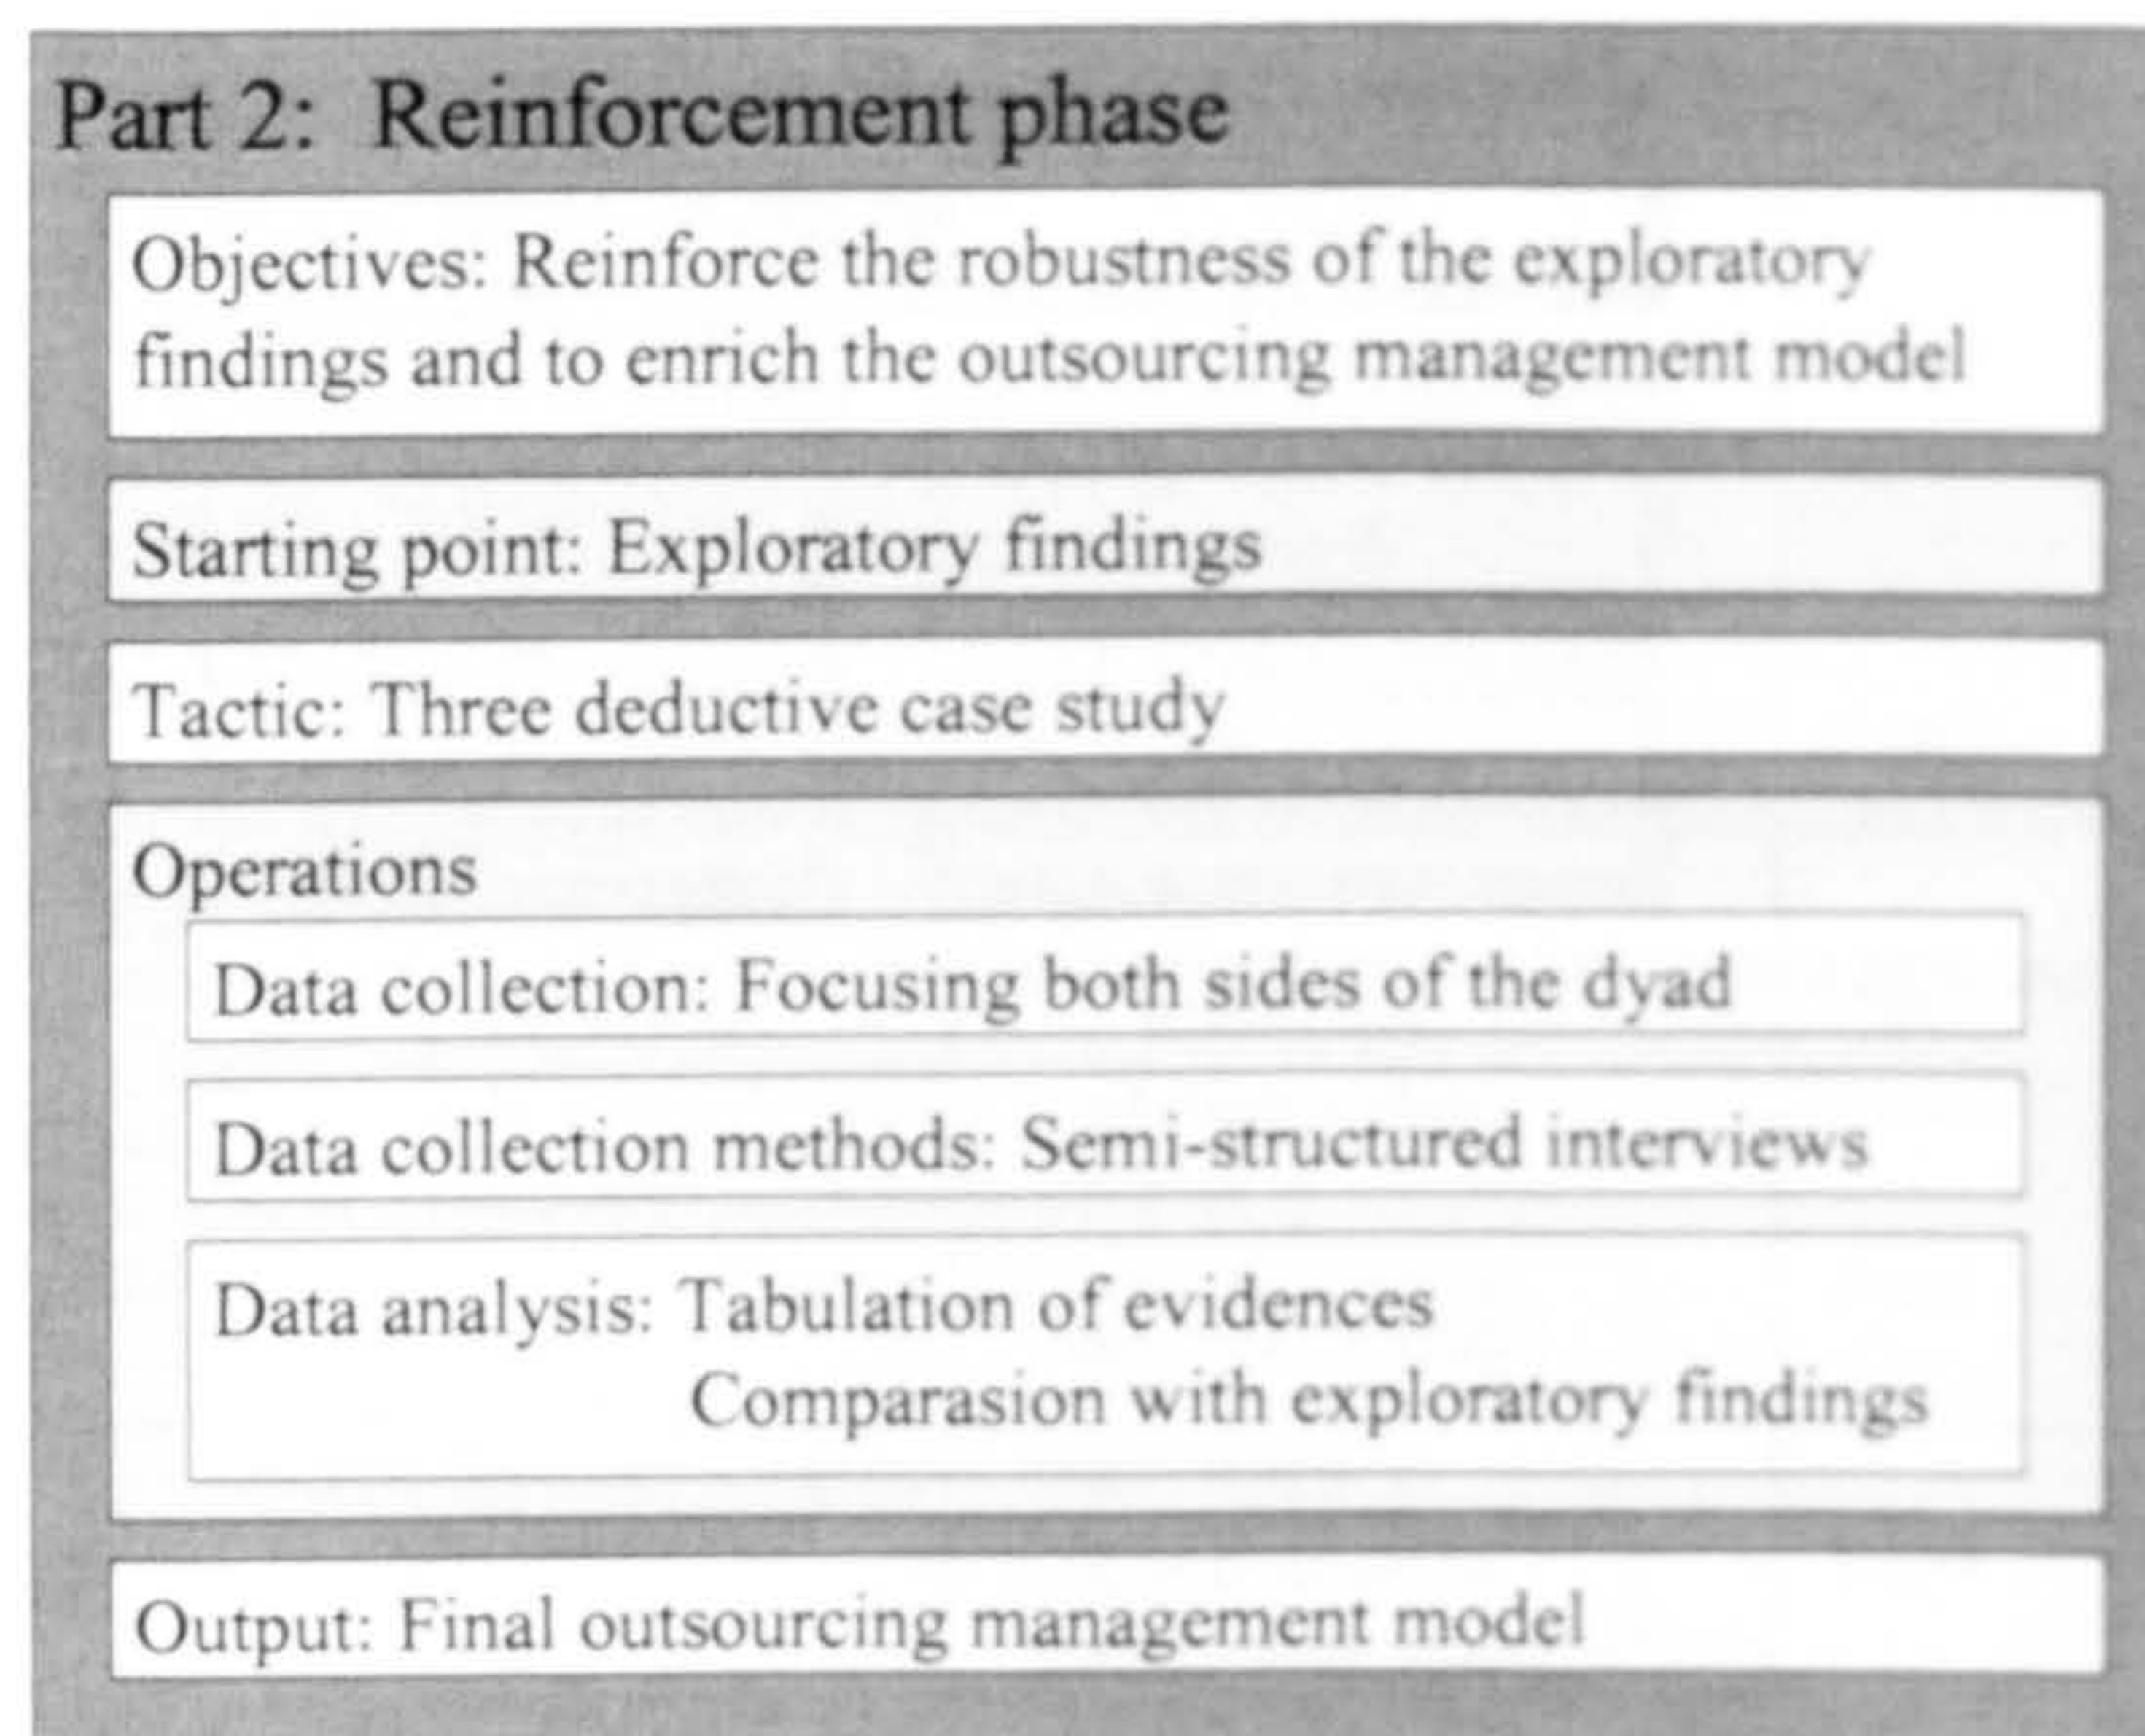 Part 2: Reinforcement phase
Objectives: Reinforce the robustness of the exploratory
findings and to enrich the outsourcing management model
Starting point: Exploratory findings
Tactic: Three deductive case study
Operations
Data collection: Focusing both sides of the dyad
Data collection methods: Semi-structured interviews
Data analysis: Tabulation of evidences
Comparasion with exploratory findings
Output: Final outsourcing management model